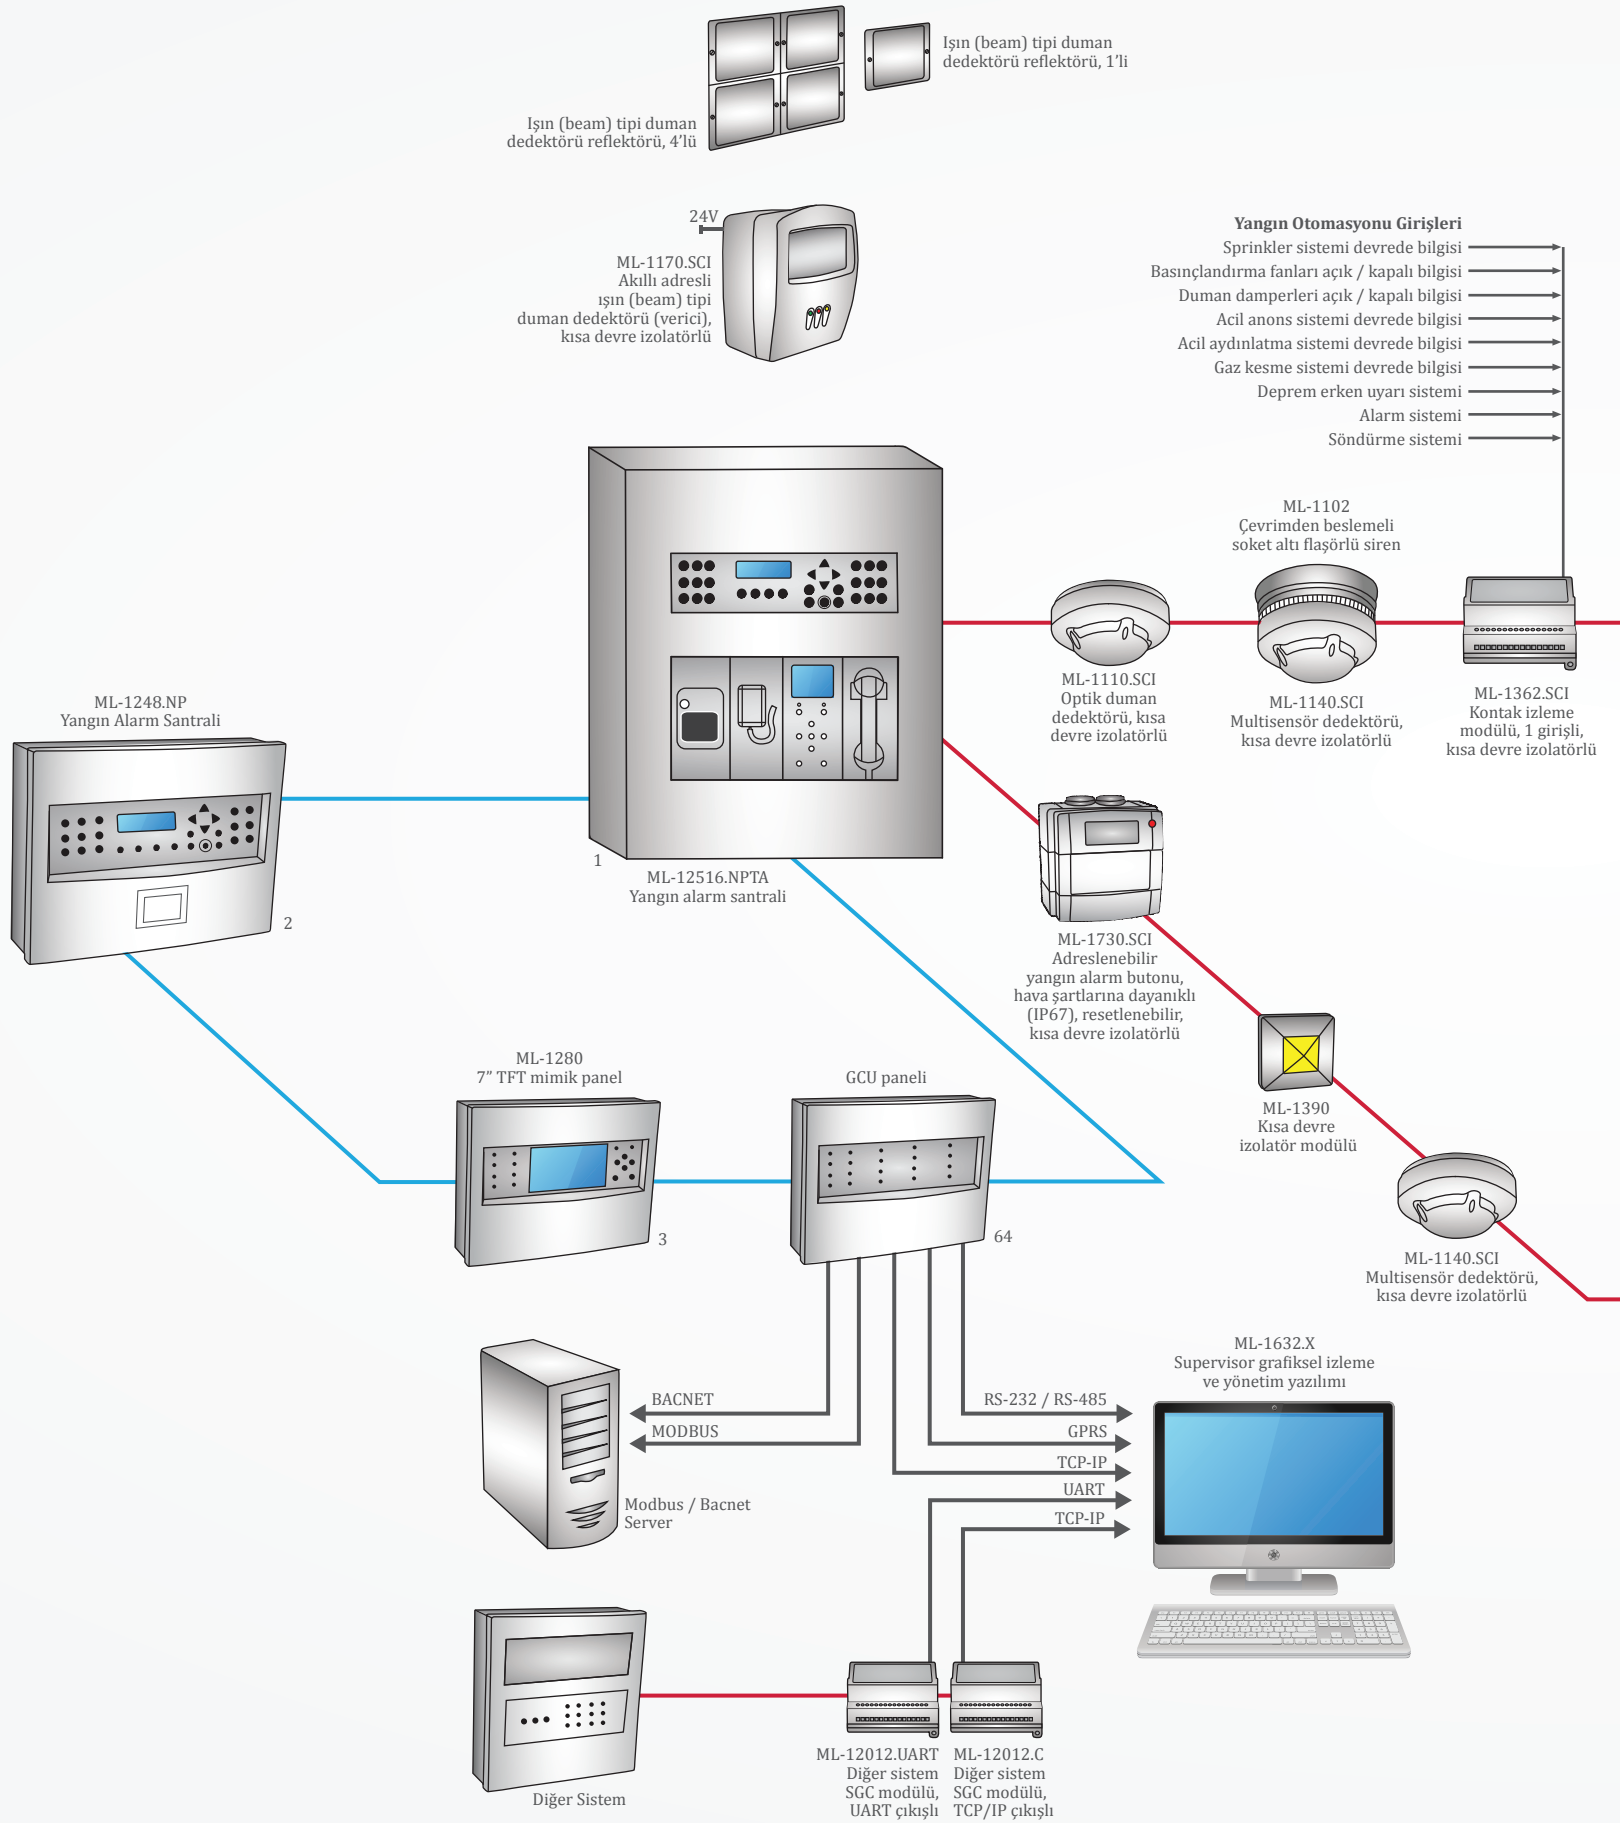 Işın (beam) tipi duman
dedektörü reflektörü, 1’li
Işın (beam) tipi duman
dedektörü reflektörü, 4’lü
24V
ML-1170.SCI
Akıllı adresli
ışın (beam) tipi
duman dedektörü (verici),
kısa devre izolatörlü
Yangın Otomasyonu Girişleri
Sprinkler sistemi devrede bilgisi
Basınçlandırma fanları açık / kapalı bilgisi
Duman damperleri açık / kapalı bilgisi
Acil anons sistemi devrede bilgisi
Acil aydınlatma sistemi devrede bilgisi
Gaz kesme sistemi devrede bilgisi
Deprem erken uyarı sistemi
Alarm sistemi
Söndürme sistemi
ML-1102
Çevrimden beslemeli
soket altı flaşörlü siren
ML-1110.SCI
Optik duman
dedektörü, kısa
devre izolatörlü
ML-1140.SCI
Multisensör dedektörü,
kısa devre izolatörlü
ML-1362.SCI
Kontak izleme
modülü, 1 girişli,
kısa devre izolatörlü
ML-1248.NP
Yangın Alarm Santrali
2
1
ML-12516.NPTA
Yangın alarm santrali
ML-1730.SCI
Adreslenebilir
yangın alarm butonu,
hava şartlarına dayanıklı
(IP67), resetlenebilir,
kısa devre izolatörlü
ML-1280
7” TFT mimik panel
3
GCU paneli
64
ML-1390
Kısa devre
izolatör modülü
ML-1140.SCI
Multisensör dedektörü,
kısa devre izolatörlü
ML-1632.X
Supervisor grafiksel izleme
ve yönetim yazılımı
BACNET
MODBUS
RS-232 / RS-485
GPRS
TCP-IP
UART
TCP-IP
Modbus / Bacnet
Server
Diğer Sistem
ML-12012.UART
Diğer sistem
SGC modülü,
UART çıkışlı
ML-12012.C
Diğer sistem
SGC modülü,
TCP/IP çıkışlı